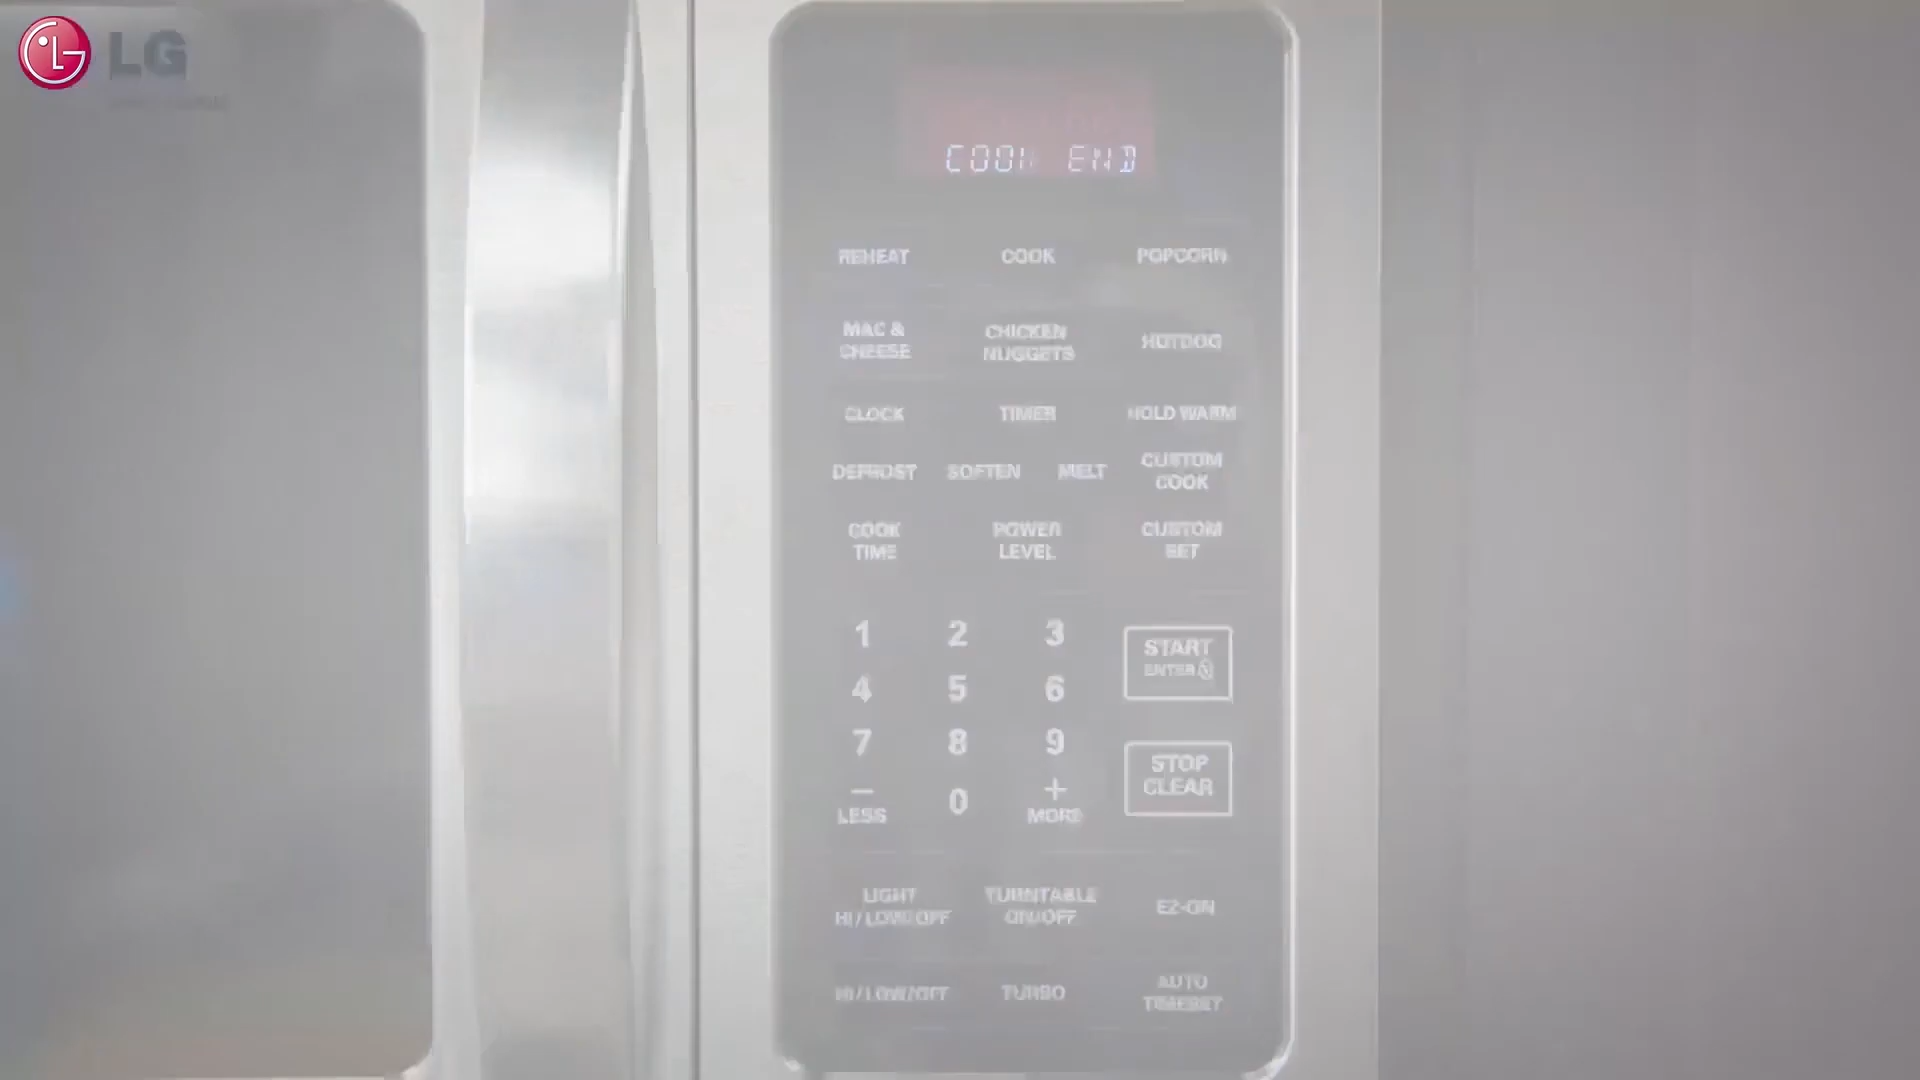 LG
COOK END
REHEAT COOK POPCORN
MAC & CHEESE
CHICKEN NUGGETS
HOTDOG
CLOCK TIMER HOLD WARM
DEFROST SOFTEN MELT
CUSTOM COOK
COOK TIME
POWER LEVEL
CUSTOM SET
1 2 3
START
ENTER
4 5 6
7 8 9
STOP
CLEAR
− 0 +
LESS MORE
LIGHT
HI/LOW/OFF
TURNTABLE
ON/OFF
EZ-ON
HI/LOW/OFF TURBO
AUTO
TIMESET